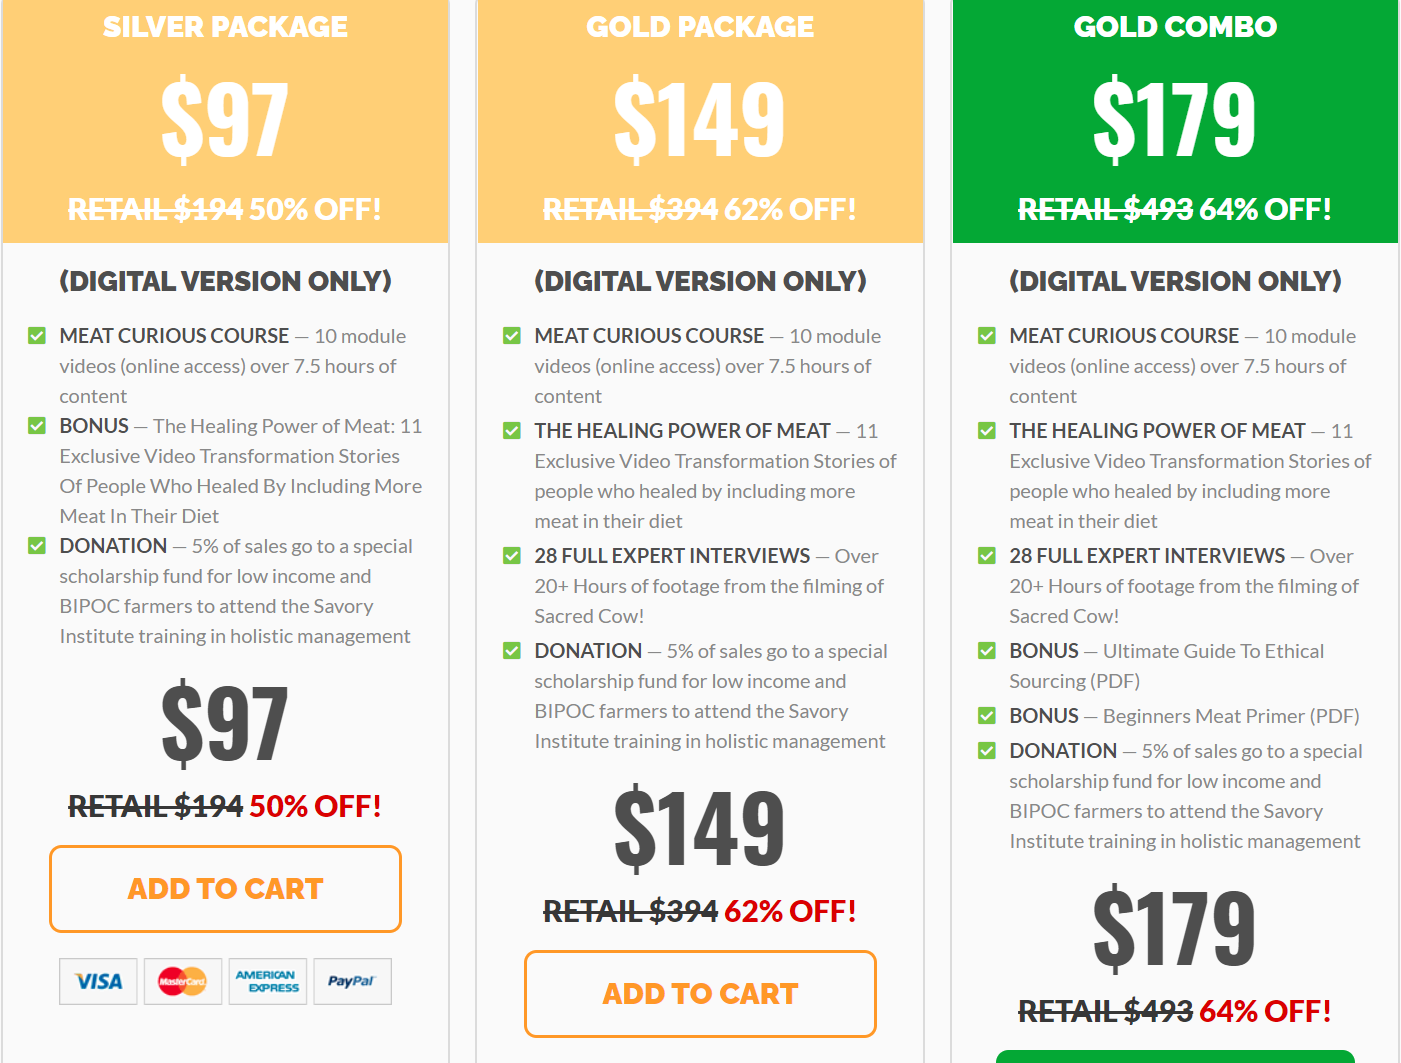 SILVER PACKAGE
$97
RETAIL $194 50% OFF!
(DIGITAL VERSION ONLY)
MEAT CURIOUS COURSE — 10 module
videos (online access) over 7.5 hours of
content
BONUS — The Healing Power of Meat: 11
Exclusive Video Transformation Stories
Of People Who Healed By Including More
Meat In Their Diet
DONATION — 5% of sales go to a special
scholarship fund for low income and
BIPOC farmers to attend the Savory
Institute training in holistic management
$97
RETAIL $194 50% OFF!
ADD TO CART
VISA
MasterCard
AMERICAN
EXPRESS
PayPal
GOLD PACKAGE
$149
RETAIL $394 62% OFF!
(DIGITAL VERSION ONLY)
MEAT CURIOUS COURSE — 10 module
videos (online access) over 7.5 hours of
content
THE HEALING POWER OF MEAT — 11
Exclusive Video Transformation Stories of
people who healed by including more
meat in their diet
28 FULL EXPERT INTERVIEWS — Over
20+ Hours of footage from the filming of
Sacred Cow!
DONATION — 5% of sales go to a special
scholarship fund for low income and
BIPOC farmers to attend the Savory
Institute training in holistic management
$149
RETAIL $394 62% OFF!
ADD TO CART
GOLD COMBO
$179
RETAIL $493 64% OFF!
(DIGITAL VERSION ONLY)
MEAT CURIOUS COURSE — 10 module
videos (online access) over 7.5 hours of
content
THE HEALING POWER OF MEAT — 11
Exclusive Video Transformation Stories of
people who healed by including more
meat in their diet
28 FULL EXPERT INTERVIEWS — Over
20+ Hours of footage from the filming of
Sacred Cow!
BONUS — Ultimate Guide To Ethical
Sourcing (PDF)
BONUS — Beginners Meat Primer (PDF)
DONATION — 5% of sales go to a special
scholarship fund for low income and
BIPOC farmers to attend the Savory
Institute training in holistic management
$179
RETAIL $493 64% OFF!